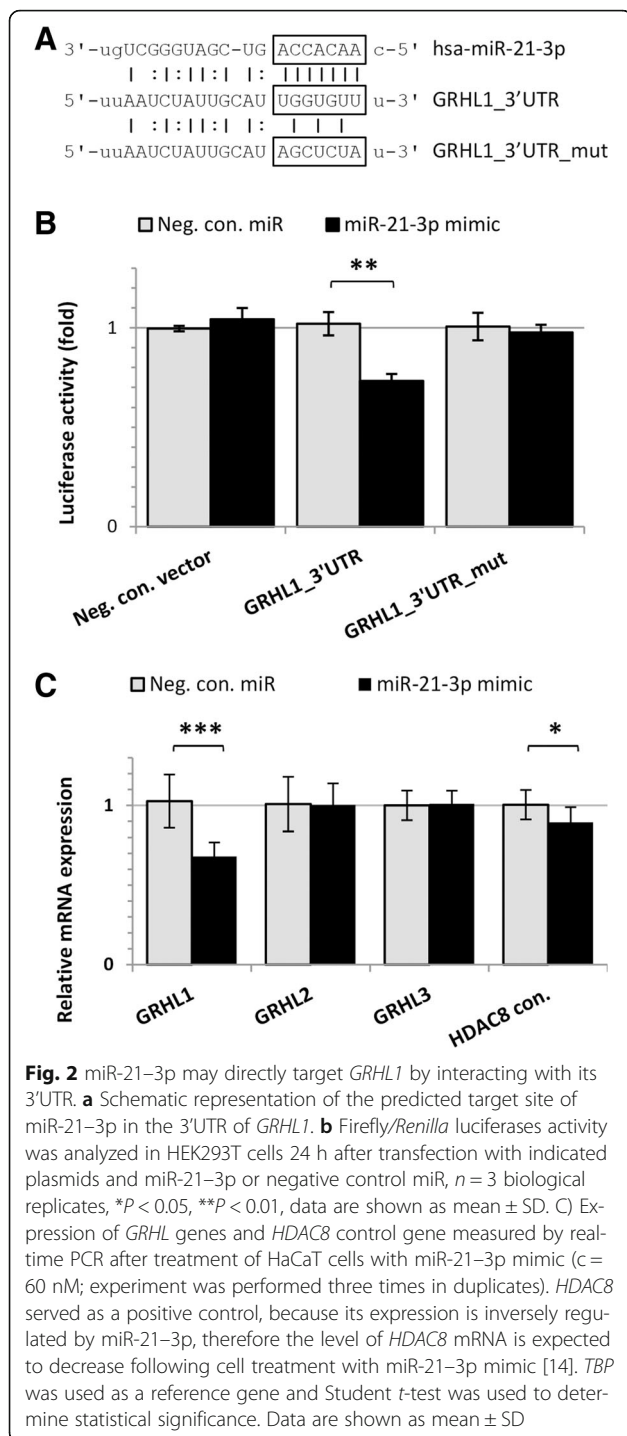 A
3'-ugUCGGGUAGC-UG ACCACAA c-5' hsa-miR-21-3p
| :||:||:| |: |||||||
5'-uuAAUCUAUUGCAU UGGUGUU u-3' GRHL1_3'UTR
| :||:||:| |: | | |
5'-uuAAUCUAUUGCAU AGCUCUA u-3' GRHL1_3'UTR_mut
B
Neg. con. miR miR-21-3p mimic
**
Luciferase activity (fold)
1
0
Neg. con. vector
GRHL1_3'UTR
GRHL1_3'UTR_mut
C
Neg. con. miR miR-21-3p mimic
***
*
Relative mRNA expression
1
0
GRHL1
GRHL2
GRHL3
HDAC8 con.
Fig. 2 miR-21–3p may directly target GRHL1 by interacting with its
3'UTR. a Schematic representation of the predicted target site of
miR-21–3p in the 3'UTR of GRHL1. b Firefly/Renilla luciferases activity
was analyzed in HEK293T cells 24 h after transfection with indicated
plasmids and miR-21–3p or negative control miR, n = 3 biological
replicates, *P < 0.05, **P < 0.01, data are shown as mean ± SD. C) Ex-
pression of GRHL genes and HDAC8 control gene measured by real-
time PCR after treatment of HaCaT cells with miR-21–3p mimic (c =
60 nM; experiment was performed three times in duplicates). HDAC8
served as a positive control, because its expression is inversely regu-
lated by miR-21–3p, therefore the level of HDAC8 mRNA is expected
to decrease following cell treatment with miR-21–3p mimic [14]. TBP
was used as a reference gene and Student t-test was used to deter-
mine statistical significance. Data are shown as mean ± SD